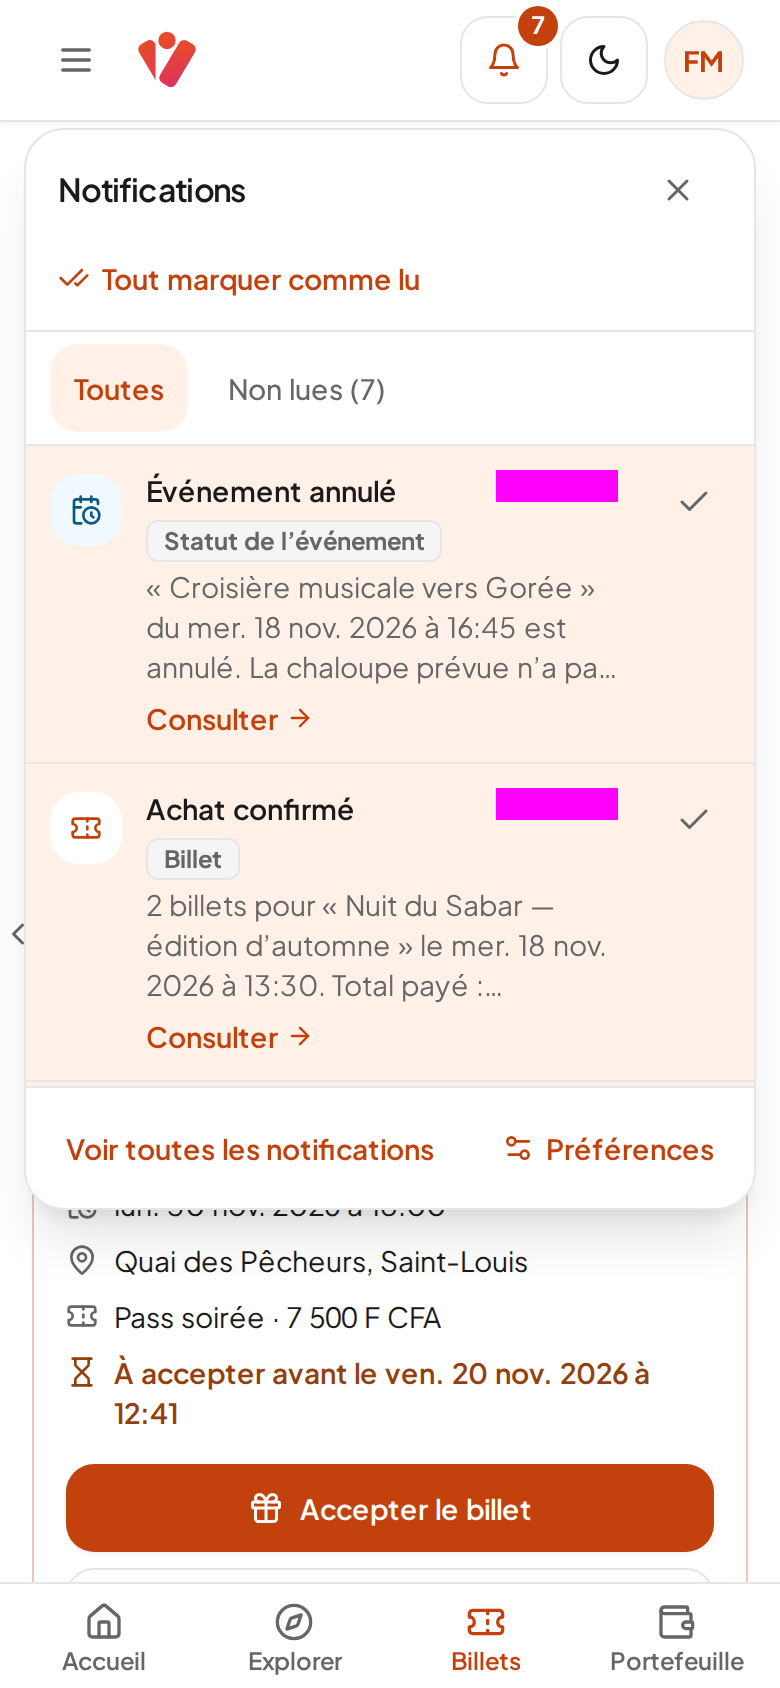 7
FM
Notifications
Tout marquer comme lu
Toutes
Non lues (7)
Événement annulé
Statut de l’événement
« Croisière musicale vers Gorée »
du mer. 18 nov. 2026 à 16:45 est
annulé. La chaloupe prévue n’a pa…
Consulter
Achat confirmé
Billet
2 billets pour « Nuit du Sabar —
édition d’automne » le mer. 18 nov.
2026 à 13:30. Total payé :…
Consulter
Voir toutes les notifications
Préférences
Quai des Pêcheurs, Saint-Louis
Pass soirée · 7 500 F CFA
À accepter avant le ven. 20 nov. 2026 à
12:41
Accepter le billet
Accueil
Explorer
Billets
Portefeuille